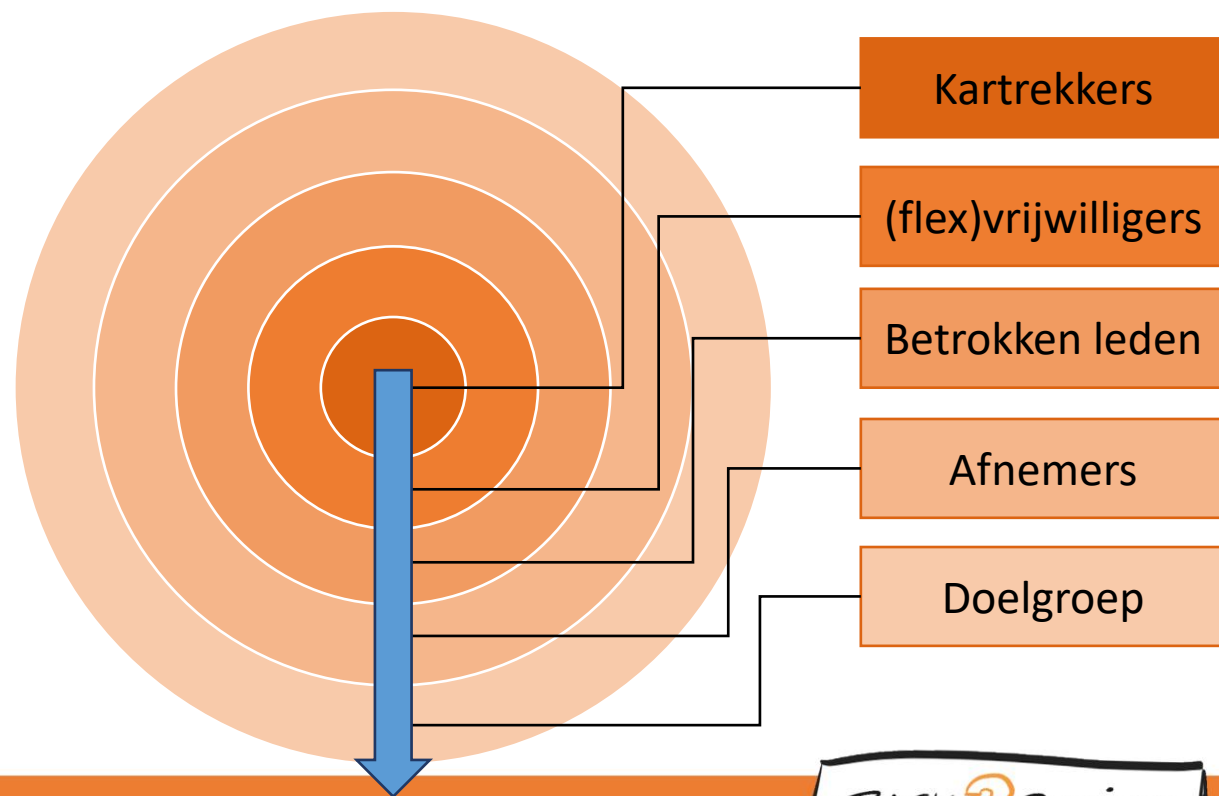 Kartrekkers
(flex)vrijwilligers
Betrokken leden
Afnemers
Doelgroep